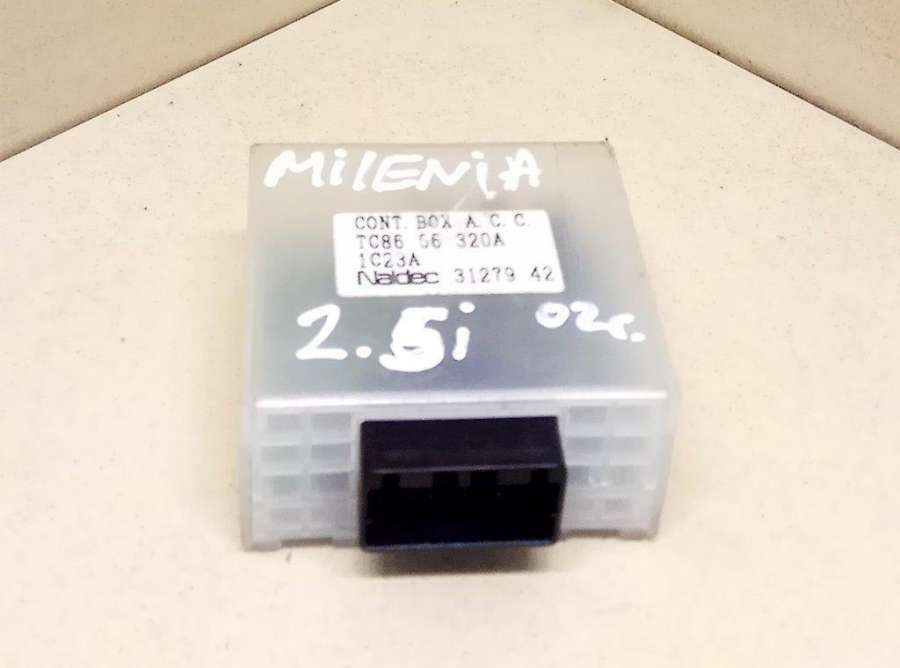 MilENiA
CONT. BOX A. C. C.
TC86 56 320A
1C23A
Naldec 31279 42
2.5i 02г.